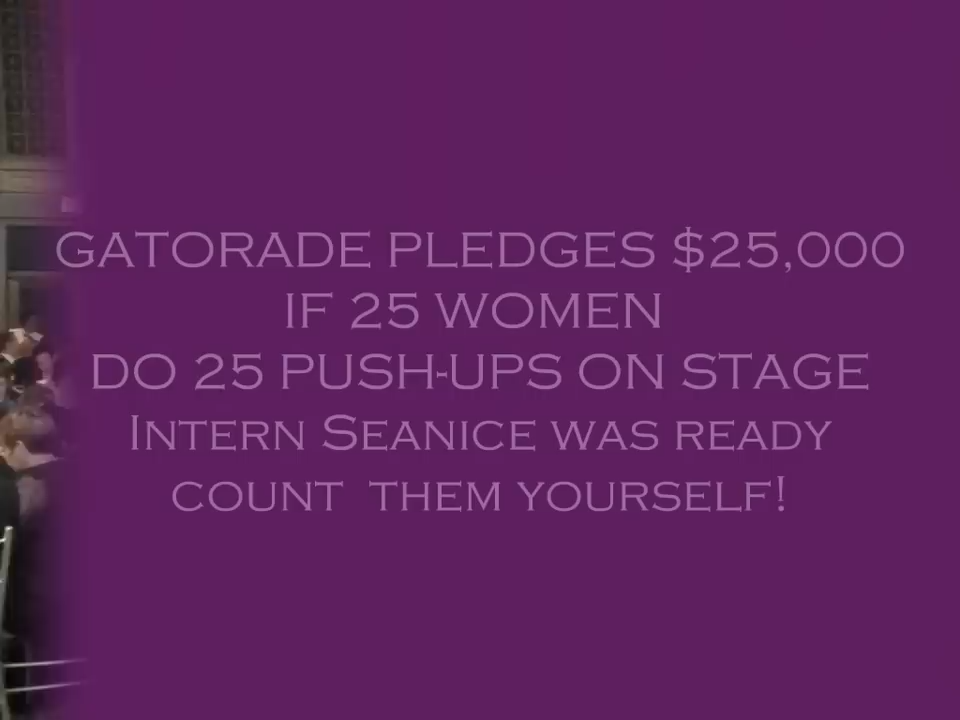 GATORADE PLEDGES $25,000
IF 25 WOMEN
DO 25 PUSH-UPS ON STAGE
INTERN SEANICE WAS READY
COUNT THEM YOURSELF!